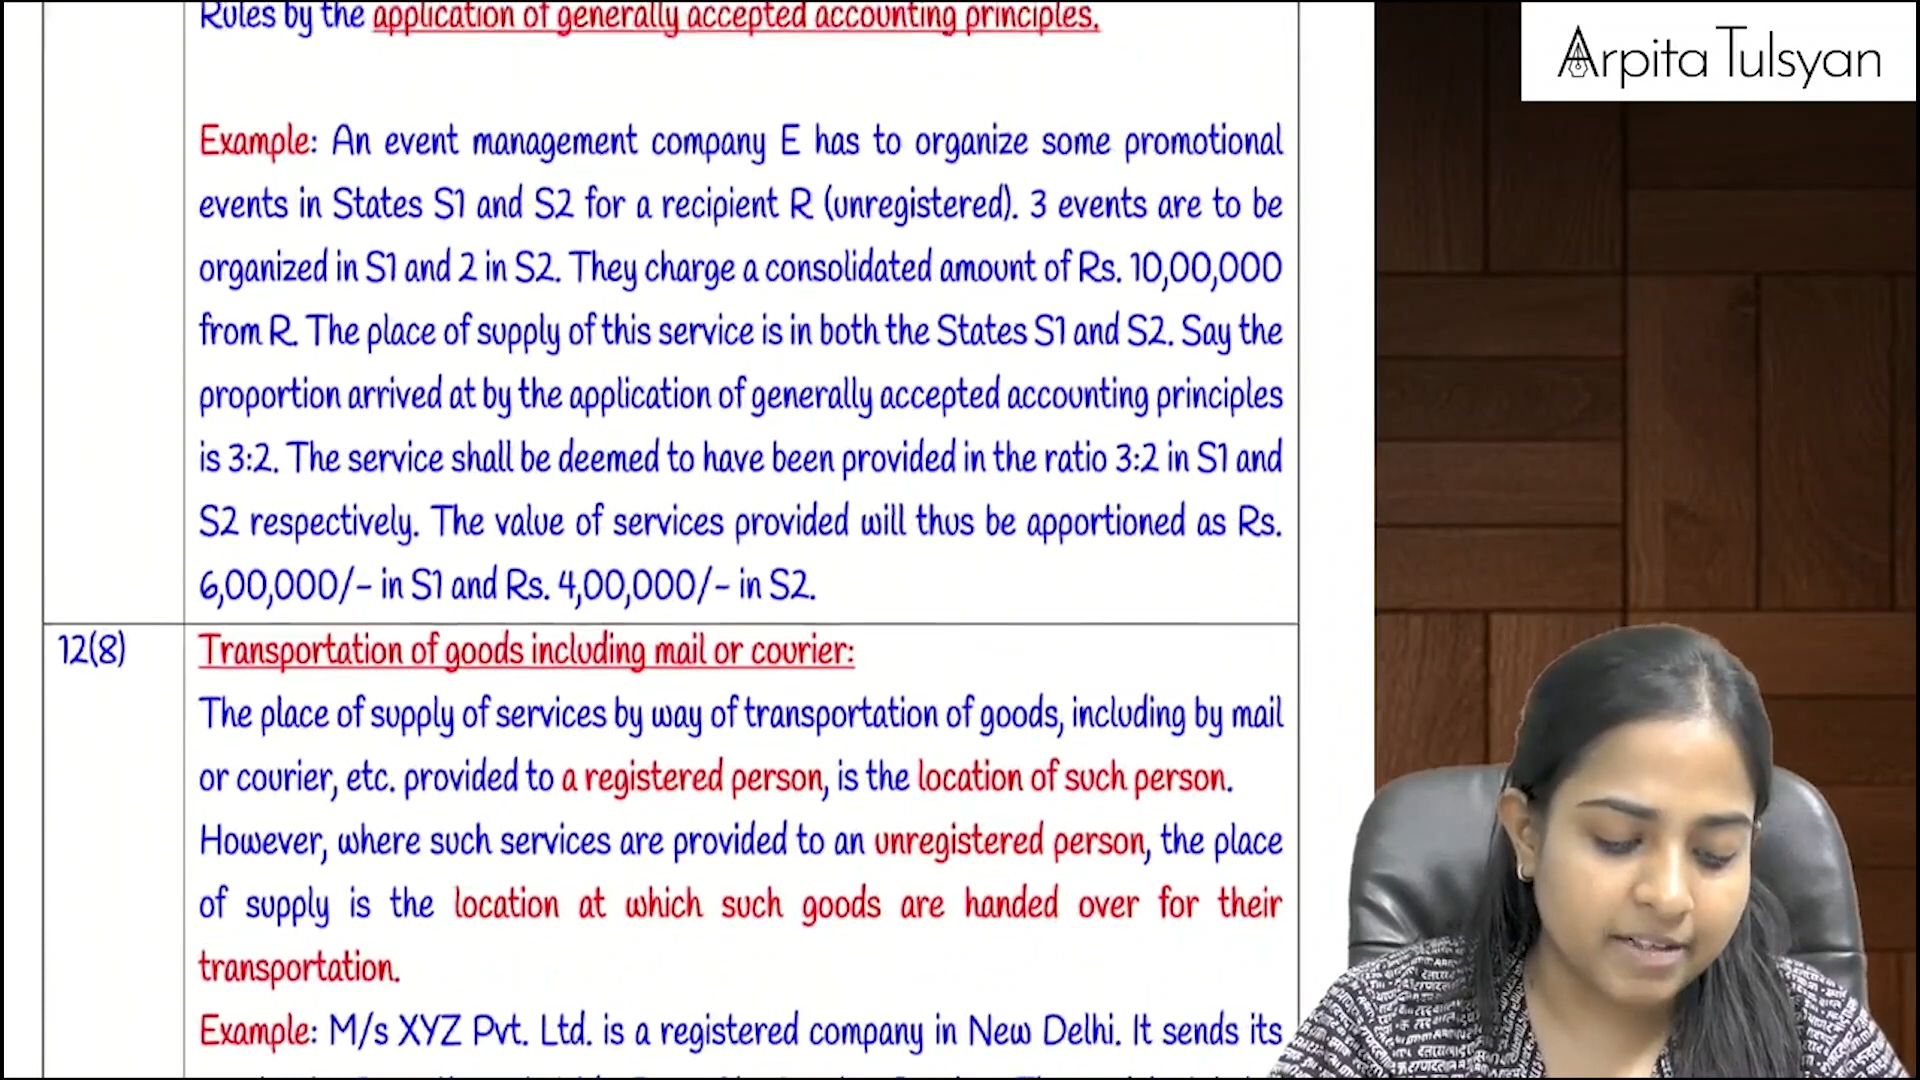 Rules by the application of generally accepted accounting principles.
Arpita Tulsyan
Example: An event management company E has to organize some promotional
events in States S1 and S2 for a recipient R (unregistered). 3 events are to be
organized in S1 and 2 in S2. They charge a consolidated amount of Rs. 10,00,000
from R. The place of supply of this service is in both the States S1 and S2. Say the
proportion arrived at by the application of generally accepted accounting principles
is 3:2. The service shall be deemed to have been provided in the ratio 3:2 in S1 and
S2 respectively. The value of services provided will thus be apportioned as Rs.
6,00,000/- in S1 and Rs. 4,00,000/- in S2.
12(8)
Transportation of goods including mail or courier:
The place of supply of services by way of transportation of goods, including by mail
or courier, etc. provided to a registered person, is the location of such person.
However, where such services are provided to an unregistered person, the place
of supply is the location at which such goods are handed over for their
transportation.
Example: M/s XYZ Pvt. Ltd. is a registered company in New Delhi. It sends its